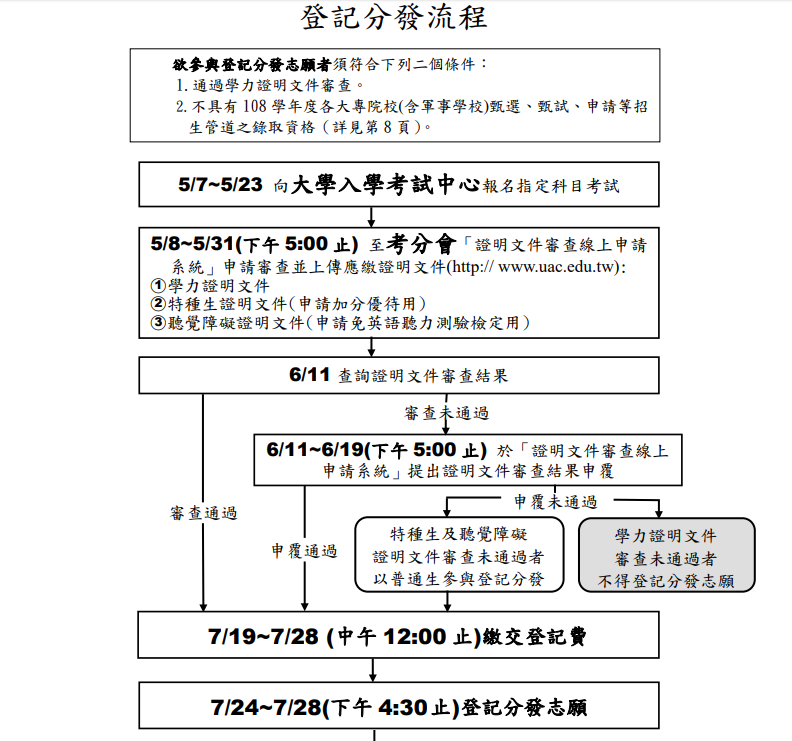 登記分發流程
欲參與登記分發志願者須符合下列二個條件：
1. 通過學力證明文件審查。
2. 不具有 108 學年度各大專院校(含軍事學校)甄選、甄試、申請等招
生管道之錄取資格（詳見第 8 頁）。
5/7~5/23 向大學入學考試中心報名指定科目考試
5/8~5/31(下午 5:00 止) 至考分會「證明文件審查線上申請
系統」申請審查並上傳應繳證明文件(http:// www.uac.edu.tw)：
①學力證明文件
②特種生證明文件(申請加分優待用)
③聽覺障礙證明文件(申請免英語聽力測驗檢定用)
6/11 查詢證明文件審查結果
審查未通過
6/11~6/19(下午 5:00 止) 於「證明文件審查線上
申請系統」提出證明文件審查結果申覆
審查通過
申覆通過
申覆未通過
特種生及聽覺障礙
證明文件審查未通過者
以普通生參與登記分發
學力證明文件
審查未通過者
不得登記分發志願
7/19~7/28 (中午 12:00 止)繳交登記費
7/24~7/28(下午 4:30 止)登記分發志願